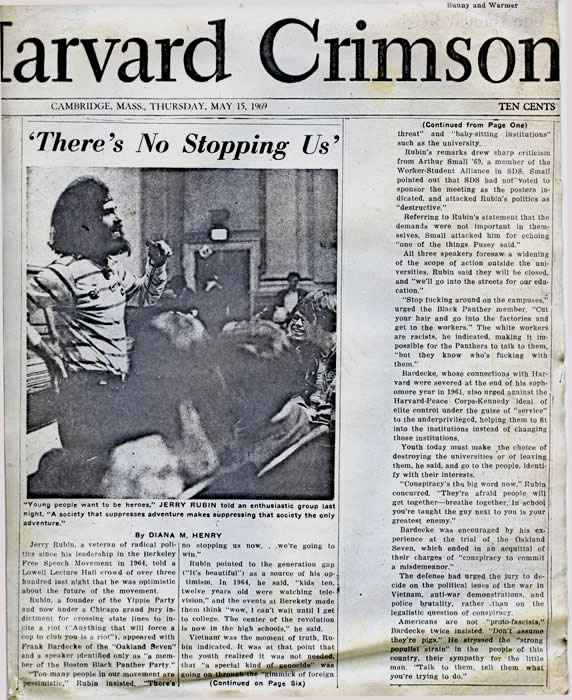 Sunny and Warmer
arvard Crimson
CAMBRIDGE, MASS., THURSDAY, MAY 15, 1969
TEN CENTS
'There's No Stopping Us'
"Young people want to be heroes," JERRY RUBIN told an enthusiastic group last
night. "A society that suppresses adventure makes suppressing that society the only
adventure."
By DIANA M. HENRY
Jerry Rubin, a veteran of radical poli-
tics since his leadership in the Berkeley
Free Speech Movement in 1964, told a
Lowell Lecture Hall crowd of over three
hundred last night that he was optimistic
about the future of the movement.
Rubin, a founder of the Yippie Party
and now under a Chicago grand jury in-
dictment for crossing state lines to in-
cite a riot ("Anything that will force a
cop to club you is a riot"), appeared with
Frank Bardecke of the "Oakland Seven"
and a speaker identified only as "a mem-
ber of the Boston Black Panther Party."
"Too many people in our movement are
pessimistic," Rubin insisted, "There's
no stopping us now, . .we're going to
win."
Rubin pointed to the generation gap
("It's beautiful") as a source of his op-
timism. In 1964, he said, "kids ten,
twelve years old were watching tele-
vision," and the events at Berekely made
them think "wow, I can't wait until I get
to college. The center of the revolution
is now in the high schools," he said.
Vietnam was the moment of truth, Ru-
bin indicated. It was at that point that
the youth realized it was not needed,
that "a special kind of genocide" was
going on through the "gimmick of foreign
(Continued on Page Six)
(Continued from Page One)
threat" and "baby-sitting institutions"
such as the university.
Rubin's remarks drew sharp criticism
from Arthur Small '69, a member of the
Worker-Student Alliance in SDS. Small
pointed out that SDS had not voted to
sponsor the meeting as the posters in-
dicated, and attacked Rubin's politics as
"destructive."
Referring to Rubin's statement that the
demands were not important in them-
selves, Small attacked him for echoing
"one of the things Pusey said."
All three speakers foresaw a widening
of the scope of action outside the uni-
versities. Rubin said they will be closed,
and "we'll go into the streets for our edu-
cation."
"Stop fucking around on the campuses,"
urged the Black Panther member. "Cut
your hair and go into the factories and
get to the workers." The white workers
are racists, he indicated, making it im-
possible for the Panthers to talk to them,
"but they know who's fucking with
them."
Bardecke, whose connections with Har-
vard were severed at the end of his soph-
omore year in 1961, also urged against the
Harvard-Peace Corps-Kennedy ideal of
elite control under the guise of "service"
to the underprivileged, helping them to fit
into the institutions instead of changing
those institutions.
Youth today must make the choice of
destroying the universities or of leaving
them, he said, and go to the people, identi-
fy with their interests.
"Conspiracy's the big word now," Rubin
concurred. "They're afraid people will
get together—breathe together. In school
you're taught the guy next to you is your
greatest enemy."
Bardecke was encouraged by his ex-
perience at the trial of the Oakland
Seven, which ended in an acquittal of
their charges of "conspiracy to commit
a misdemeanor."
The defense had urged the jury to de-
cide on the political issues of the war in
Vietnam, anti-war demonstrations, and
police brutality, rather than on the
legalistic question of conspiracy.
Americans are not "proto-fascists,"
Bardecke twice insisted. "Don't assume
they're pigs." He stressed the "strong
populist strain" in the people of this
country, their sympathy for the little
man. "Talk to them, tell them what
you're trying to do."